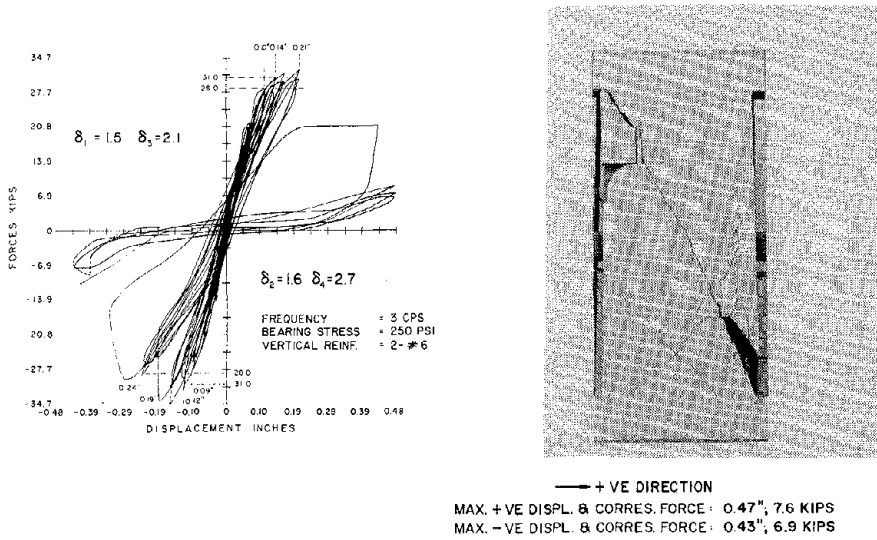 0.0" 0.14" 0.21"
34.7
31.0
28.0
27.7
20.8
13.9
6.9
0
-6.9
-13.9
20.8
-27.7
-34.7
FORCES KIPS
δ₁ = 1.5 δ₃ = 2.1
δ₂ = 1.6 δ₄ = 2.7
FREQUENCY = 3 CPS
BEARING STRESS = 250 PSI
VERTICAL REINF. = 2-#6
0.24"
0.19"
0.12"
0.09"
28.0
31.0
-0.48 -0.39 -0.29 -0.19 -0.10 0 0.10 0.19 0.29 0.39 0.48
DISPLACEMENT INCHES
+ VE DIRECTION
MAX. +VE DISPL. & CORRES. FORCE: 0.47", 7.6 KIPS
MAX. -VE DISPL. & CORRES. FORCE: 0.43", 6.9 KIPS